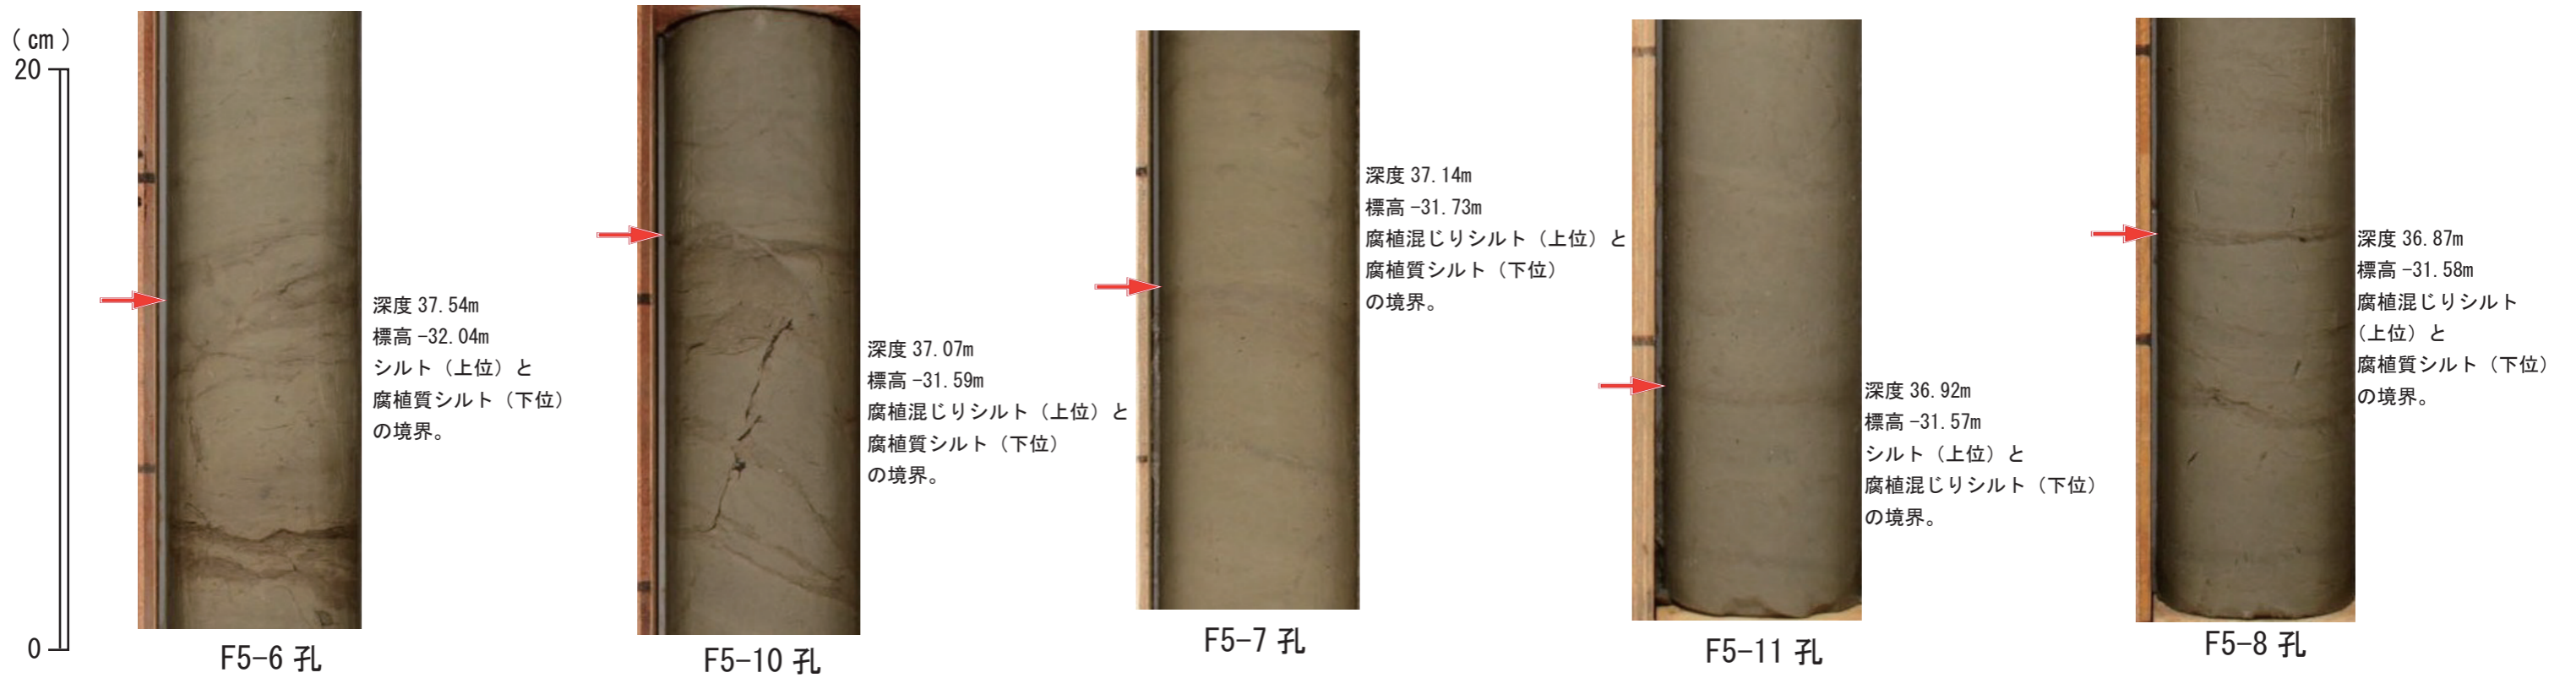 (cm)
20
0
深度 37.54m
標高 -32.04m
シルト（上位）と
腐植質シルト（下位）
の境界。
F5-6 孔
深度 37.07m
標高 -31.59m
腐植混じりシルト（上位）と
腐植質シルト（下位）
の境界。
F5-10 孔
深度 37.14m
標高 -31.73m
腐植混じりシルト（上位）と
腐植質シルト（下位）
の境界。
F5-7 孔
深度 36.92m
標高 -31.57m
シルト（上位）と
腐植混じりシルト（下位）
の境界。
F5-11 孔
深度 36.87m
標高 -31.58m
腐植混じりシルト
（上位）と
腐植質シルト（下位）
の境界。
F5-8 孔